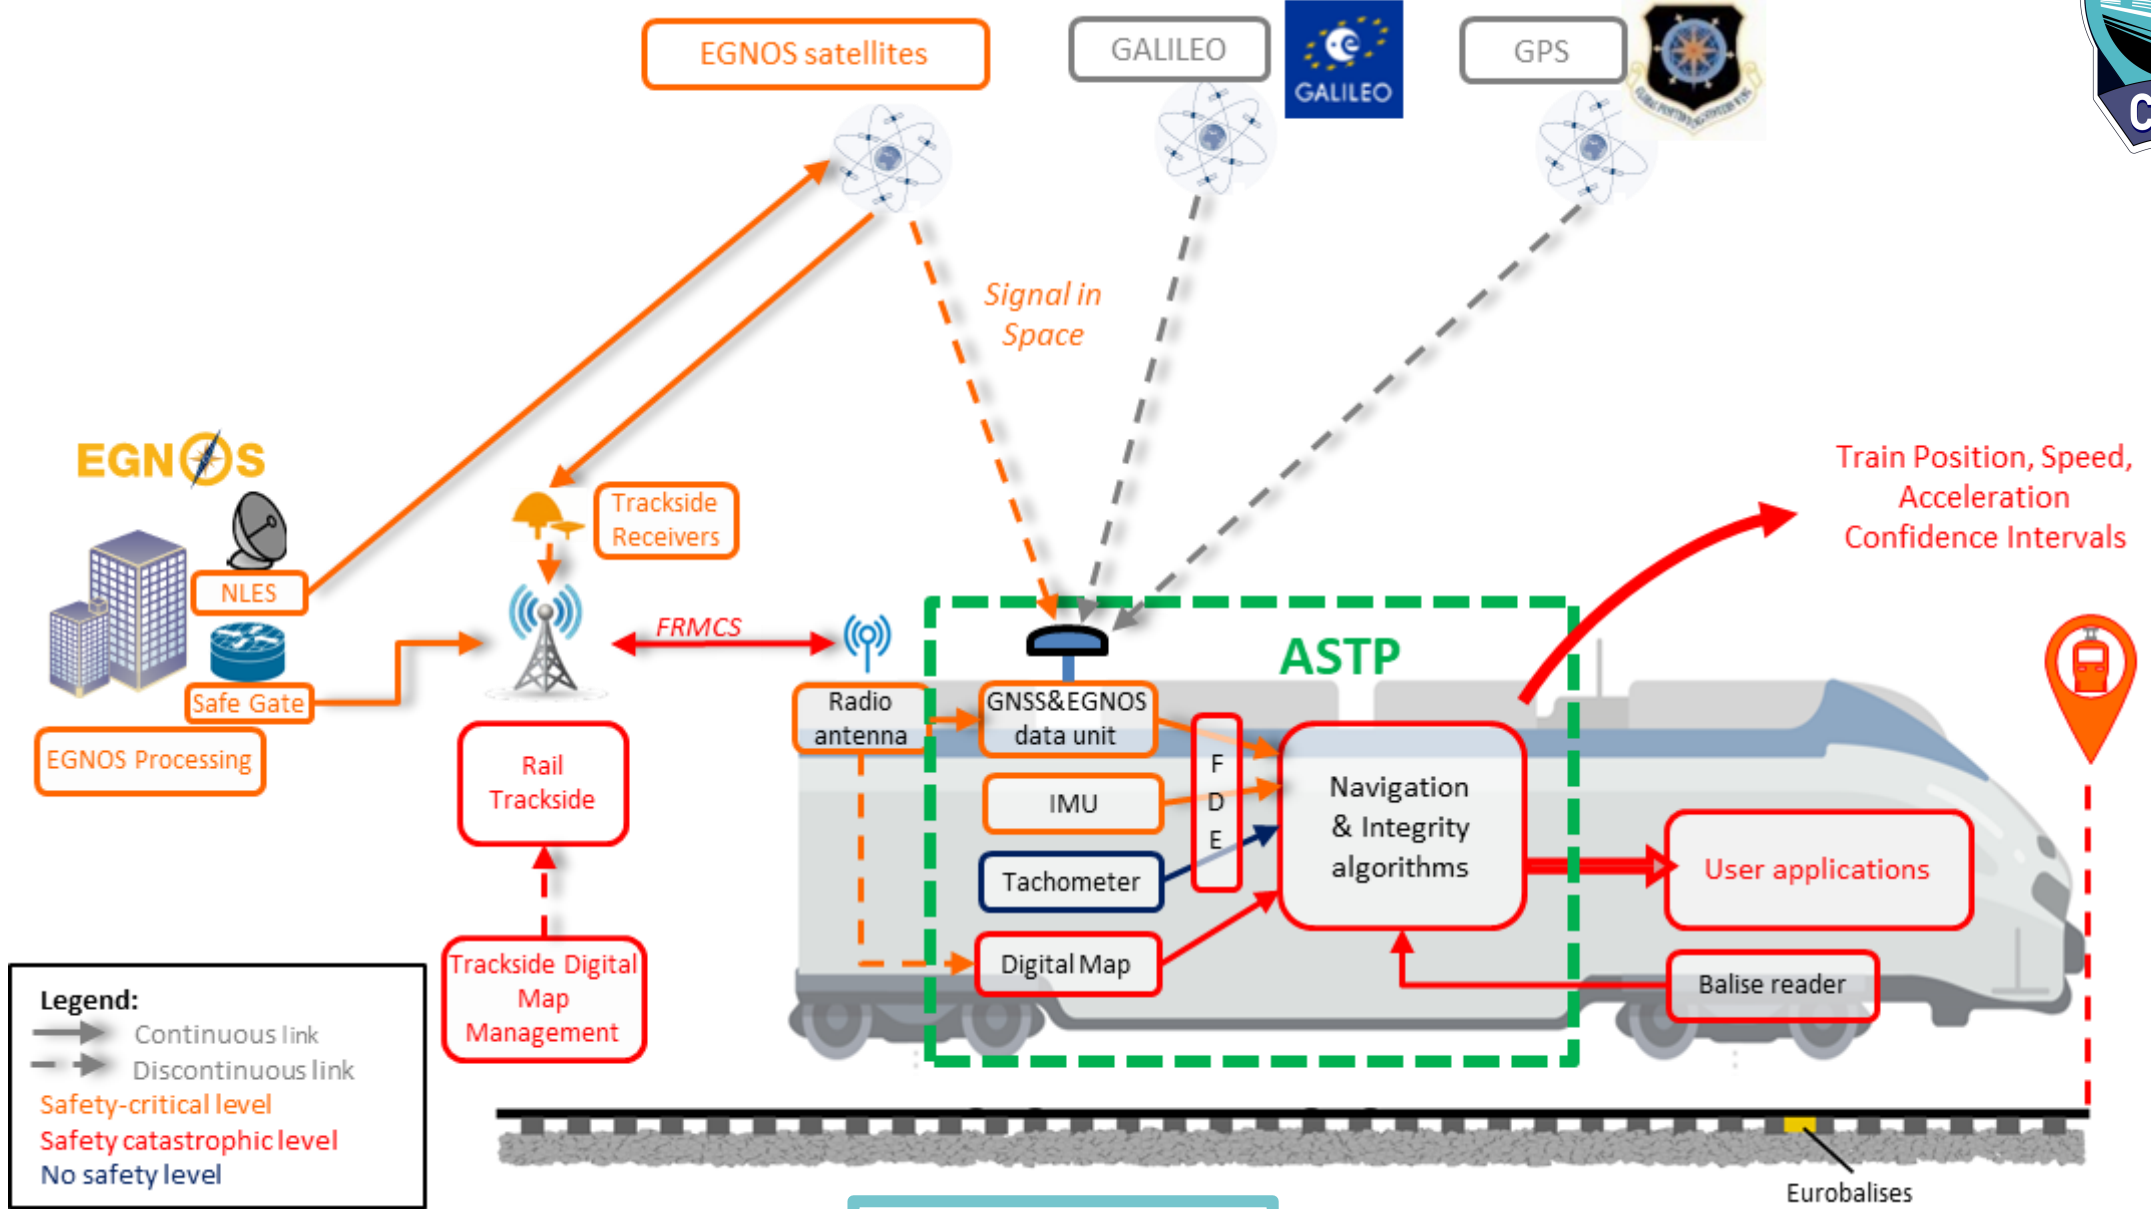 EGNOS satellites
GALILEO
GALILEO
GPS
C
Signal in
Space
EGNOS
Trackside
Receivers
NLES
Safe Gate
EGNOS Processing
FRMCS
Train Position, Speed,
Acceleration
Confidence Intervals
ASTP
Radio
antenna
GNSS&EGNOS
data unit
IMU
Tachometer
Digital Map
F
D
E
Navigation
& Integrity
algorithms
User applications
Balise reader
Rail
Trackside
Trackside Digital
Map
Management
Legend:
Continuous link
Discontinuous link
Safety-critical level
Safety catastrophic level
No safety level
Eurobalises